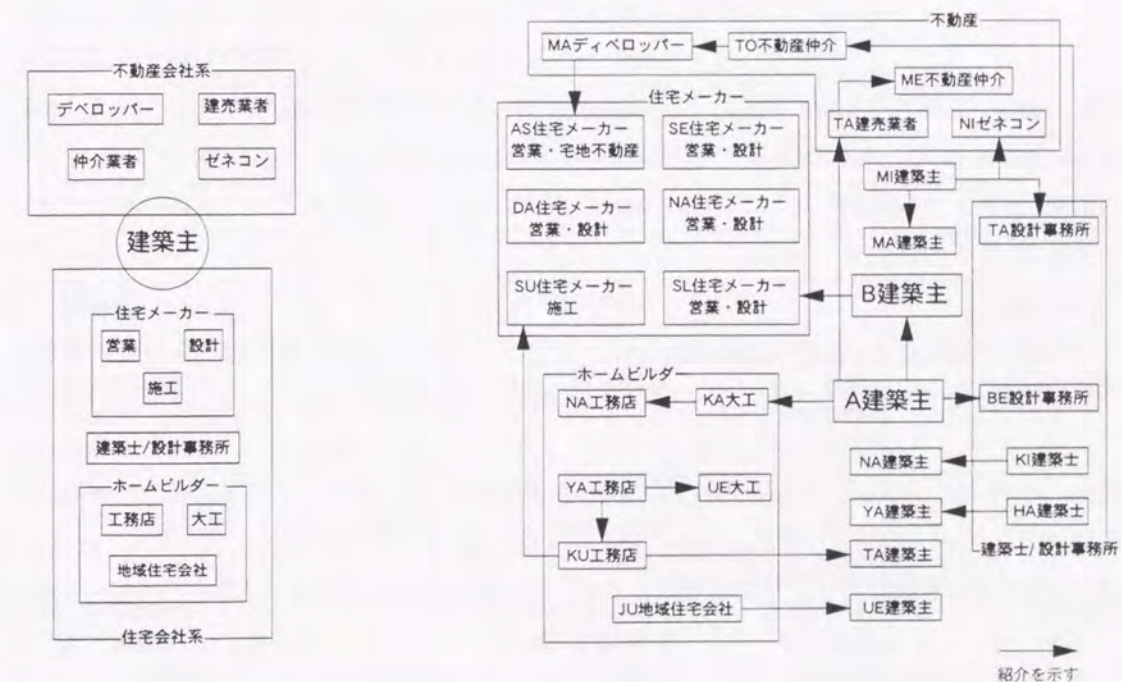 不動産会社系
デベロッパー
建売業者
仲介業者
ゼネコン
建築主
住宅メーカー
営業
設計
施工
建築士/設計事務所
ホームビルダー
工務店
大工
地域住宅会社
住宅会社系
不動産
MAディベロッパー
TO不動産仲介
ME不動産仲介
TA建売業者
NIゼネコン
住宅メーカー
AS住宅メーカー
営業・宅地不動産
SE住宅メーカー
営業・設計
DA住宅メーカー
営業・設計
NA住宅メーカー
営業・設計
SU住宅メーカー
施工
SL住宅メーカー
営業・設計
MI建築主
MA建築主
TA設計事務所
B建築主
ホームビルダ
NA工務店
KA大工
A建築主
BE設計事務所
NA建築主
KI建築士
YA工務店
UE大工
YA建築主
HA建築士
KU工務店
TA建築主
建築士/設計事務所
JU地域住宅会社
UE建築主
紹介を示す